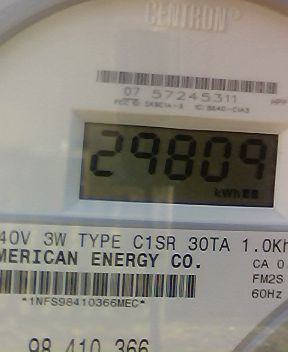 CENTRON®
07 57245311
29809
kWh
40V 3W TYPE C1SR 30TA 1.0Kh
MERICAN ENERGY CO.
CA 0.
FM2S
60Hz
*1NFS98410366MEC*
98 410 366